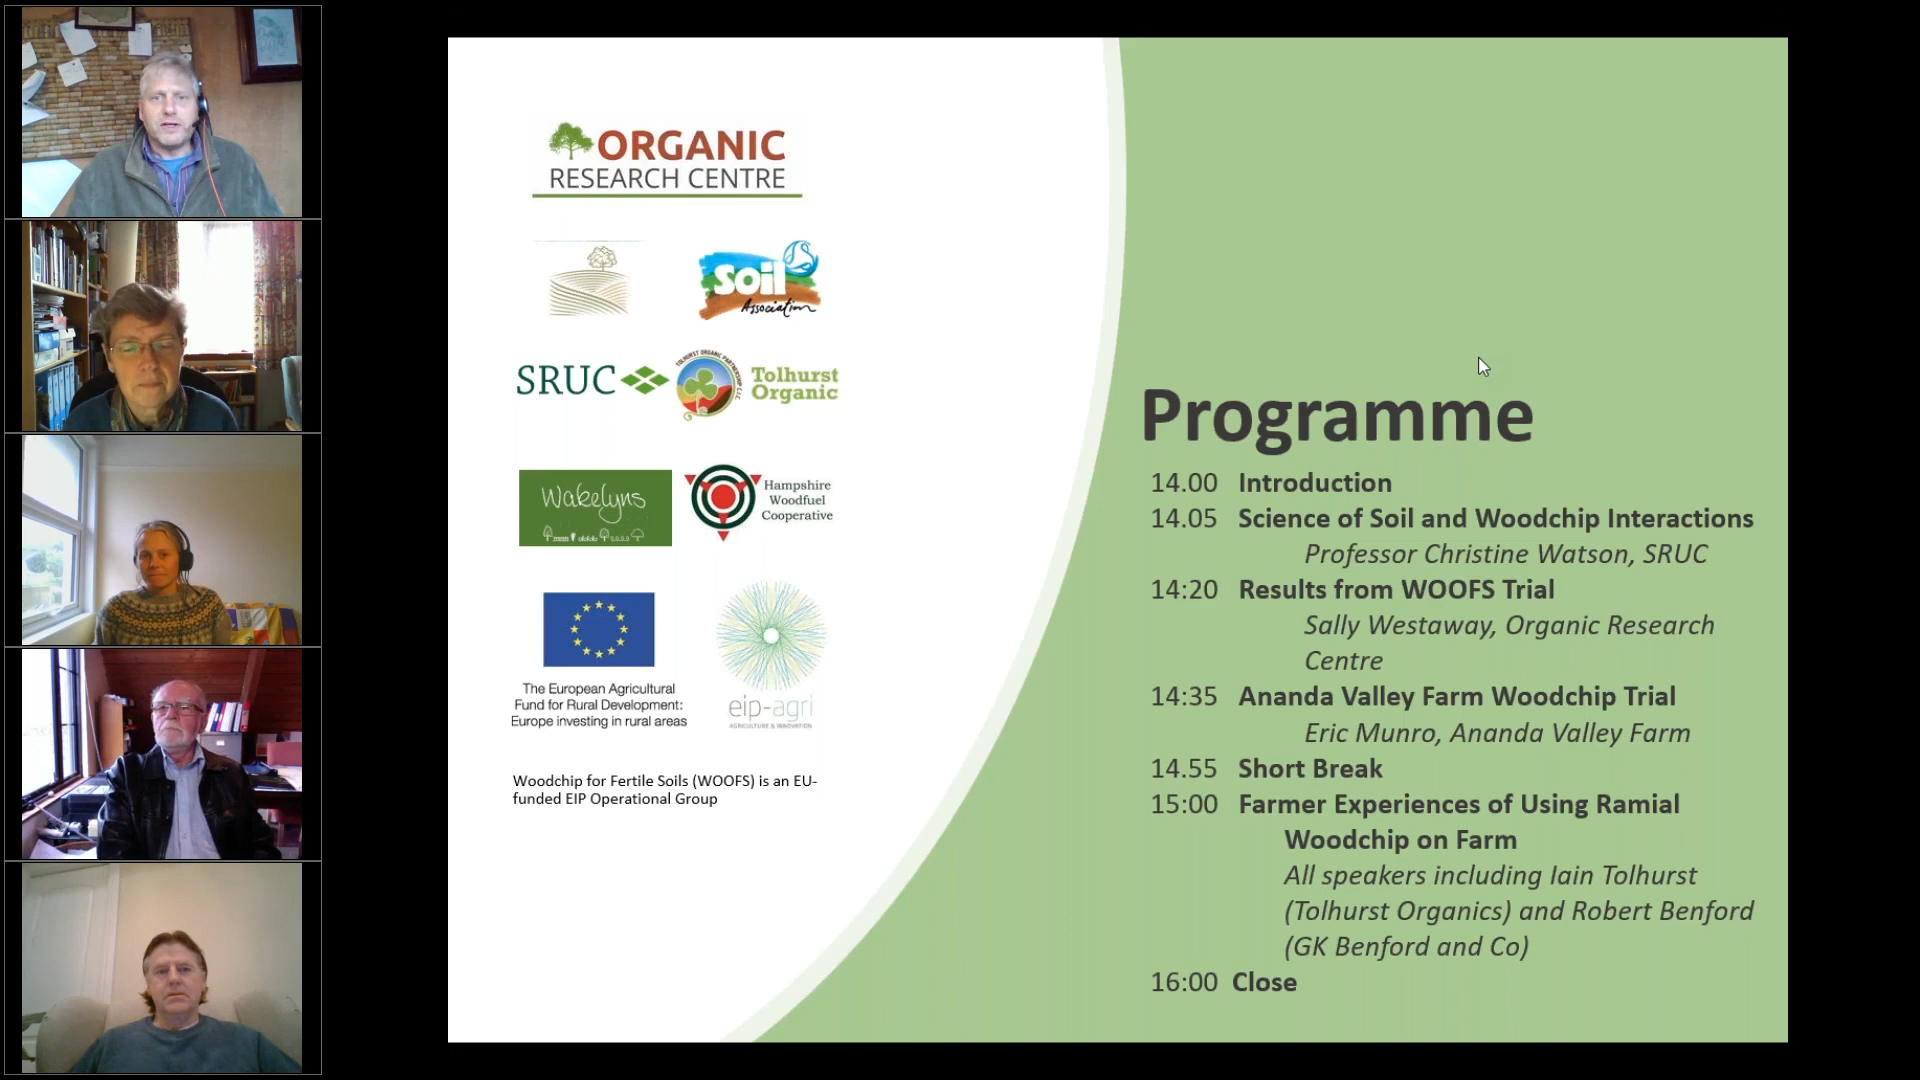 ORGANIC
RESEARCH CENTRE
soil
Association
SRUC
TOLHURST ORGANIC PARTNERSHIP C.I.C.
Tolhurst
Organic
Wakelyns
Hampshire
Woodfuel
Cooperative
The European Agricultural
Fund for Rural Development:
Europe investing in rural areas
eip-agri
AGRICULTURE & INNOVATION
Woodchip for Fertile Soils (WOOFS) is an EU-
funded EIP Operational Group
Programme
14.00 Introduction
14.05 Science of Soil and Woodchip Interactions
Professor Christine Watson, SRUC
14:20 Results from WOOFS Trial
Sally Westaway, Organic Research
Centre
14:35 Ananda Valley Farm Woodchip Trial
Eric Munro, Ananda Valley Farm
14.55 Short Break
15:00 Farmer Experiences of Using Ramial
Woodchip on Farm
All speakers including Iain Tolhurst
(Tolhurst Organics) and Robert Benford
(GK Benford and Co)
16:00 Close